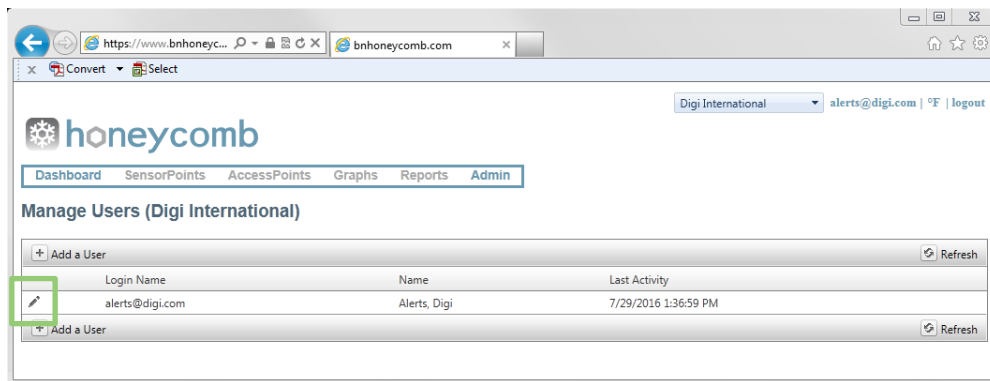 https://www.bnhoneyc... bnhoneycomb.com
x Convert Select
Digi International alerts@digi.com | °F | logout
honeycomb
Dashboard SensorPoints AccessPoints Graphs Reports Admin
Manage Users (Digi International)
+ Add a User Refresh
Login Name Name Last Activity
alerts@digi.com Alerts, Digi 7/29/2016 1:36:59 PM
+ Add a User Refresh